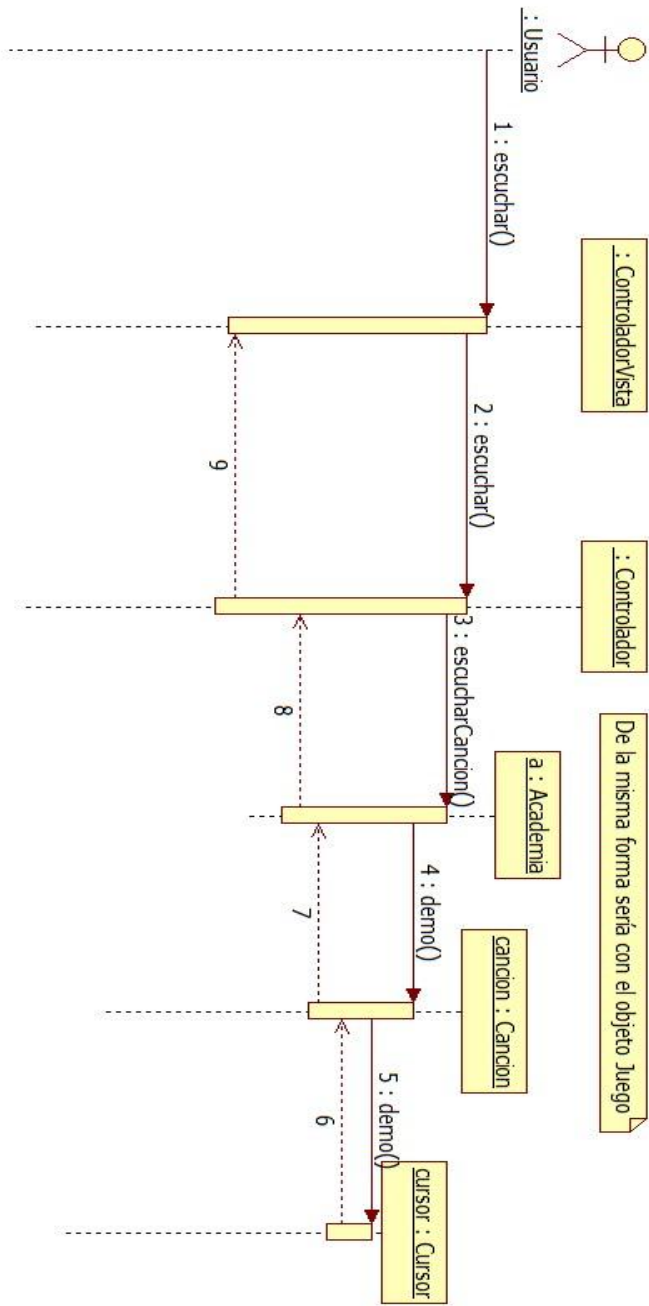 : Usuario
: ControladorVista
: Controlador
De la misma forma sería con el objeto Juego
a : Academia
cancion : Cancion
cursor : Cursor
1 : escuchar()
2 : escuchar()
3 : escucharCancion()
4 : demo()
5 : demo()
6
7
8
9